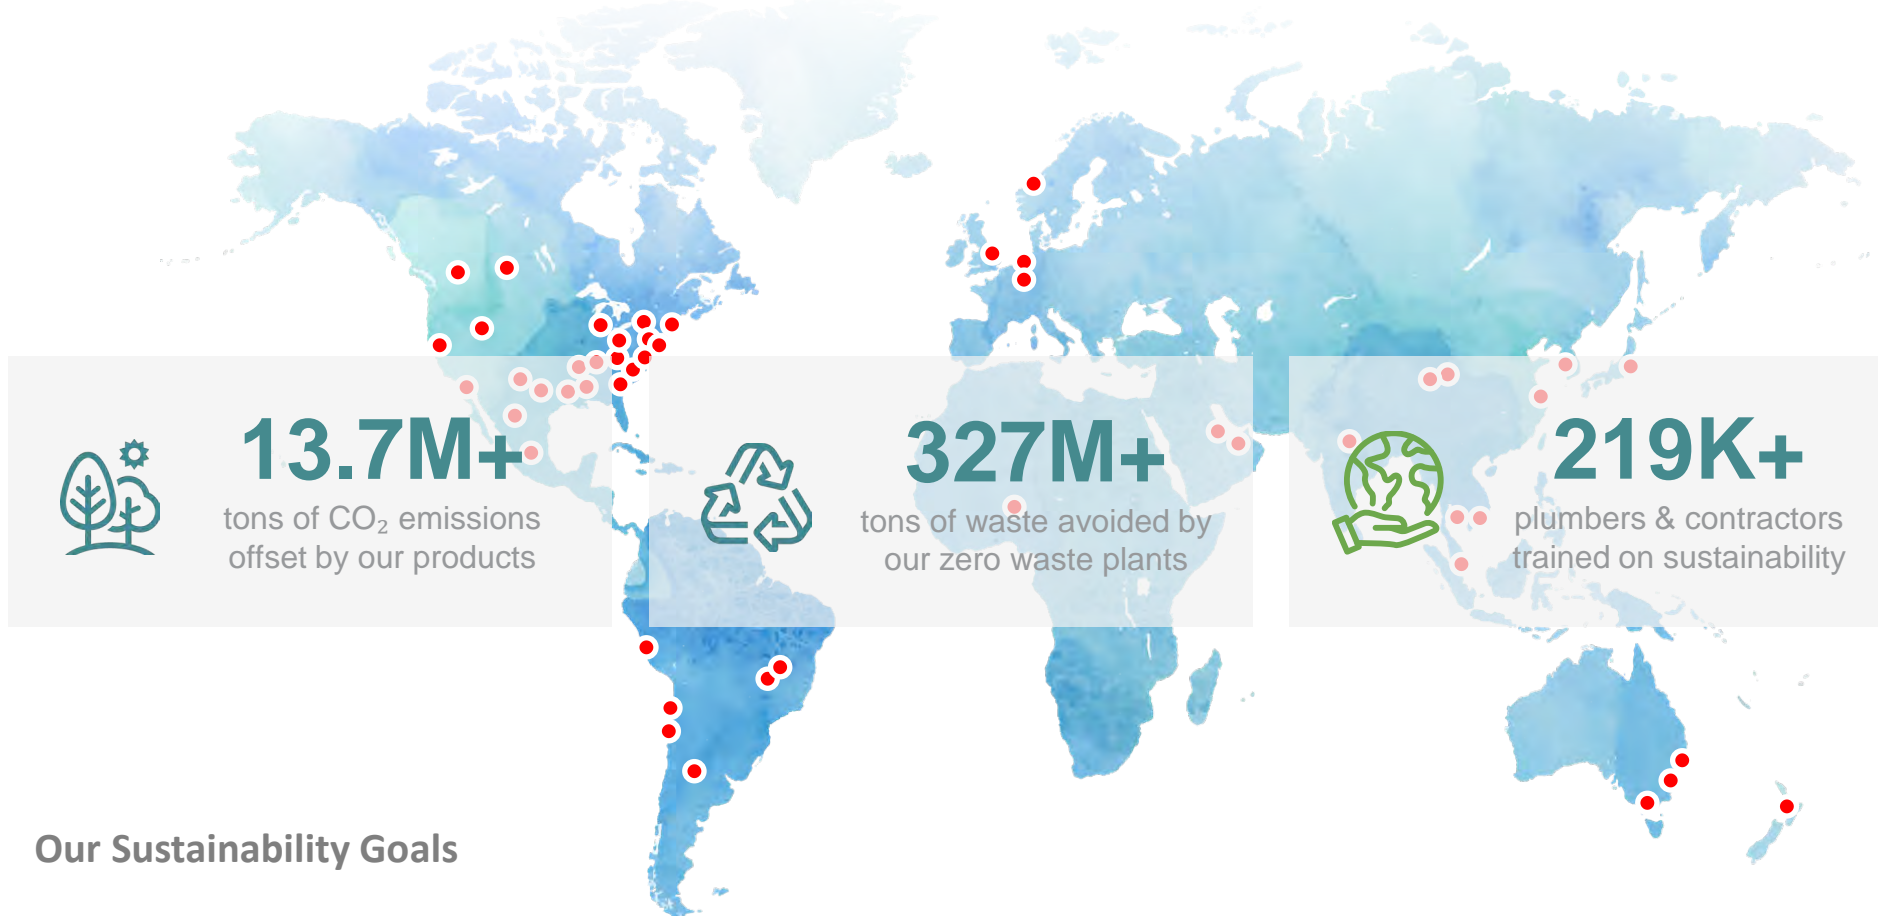 13.7M+
tons of CO₂ emissions
offset by our products
327M+
tons of waste avoided by
our zero waste plants
219K+
plumbers & contractors
trained on sustainability
Our Sustainability Goals